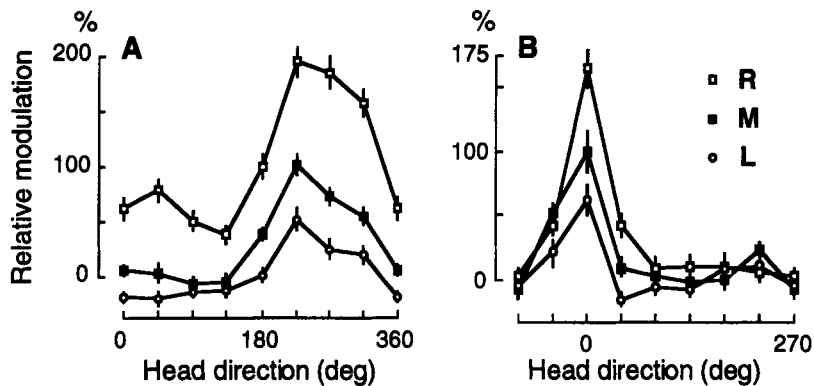 %
A
200
100
0
Relative modulation
0
180
360
Head direction (deg)
%
B
175
100
0
R
M
L
0
270
Head direction (deg)